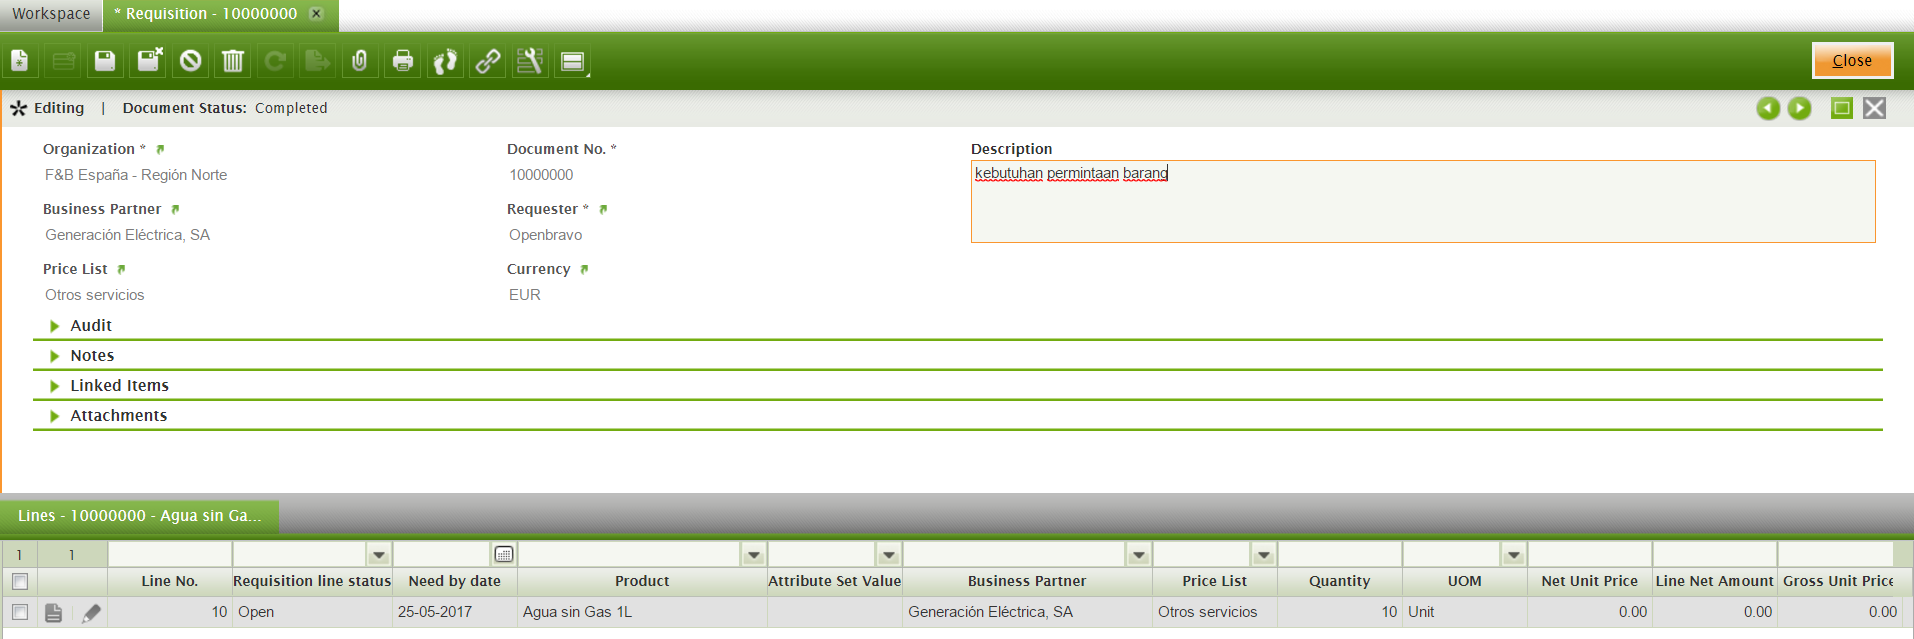 Workspace * Requisition - 10000000
Close
Editing | Document Status: Completed
Organization * Document No. * Description
F&B España - Región Norte 10000000 kebutuhan permintaan barang
Business Partner Requester *
Generación Eléctrica, SA Openbravo
Price List Currency
Otros servicios EUR
Audit
Notes
Linked Items
Attachments
Lines - 10000000 - Agua sin Ga...
1 1
Line No. Requisition line status Need by date Product Attribute Set Value Business Partner Price List Quantity UOM Net Unit Price Line Net Amount Gross Unit Price
10 Open 25-05-2017 Agua sin Gas 1L Generación Eléctrica, SA Otros servicios 10 Unit 0.00 0.00 0.00